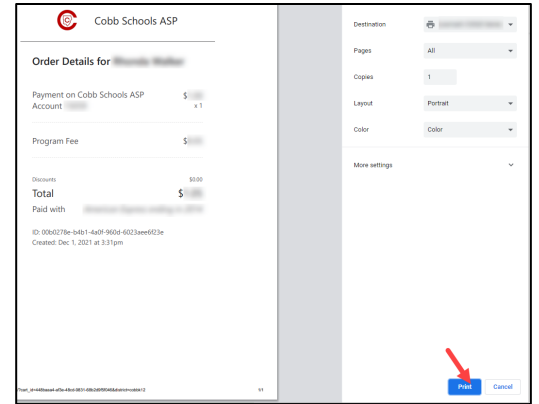 Cobb Schools ASP
Order Details for
Payment on Cobb Schools ASP $
Account x 1
Program Fee $
Discounts $0.00
Total $
Paid with
ID: 00b0278e-b4b1-4a0f-960d-6023aee6f23e
Created: Dec 1, 2021 at 3:31pm
1/1
Destination
Pages All
Copies 1
Layout Portrait
Color Color
More settings
Print Cancel